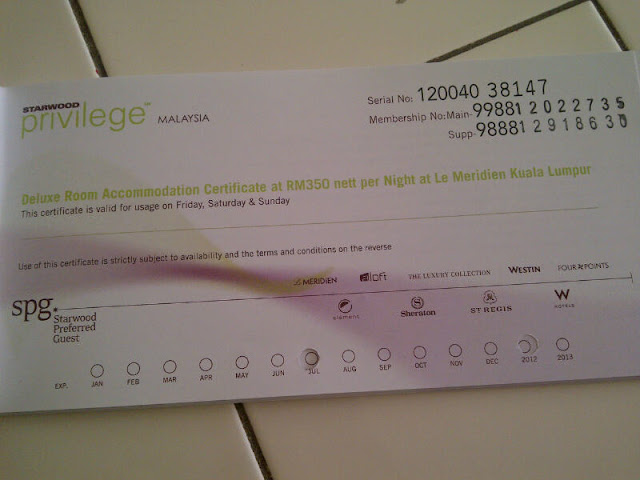 STARWOOD
privilege™ MALAYSIA
Serial No: 120040 38147
Membership No:Main-99881 2022735
Supp-98881 2918630
Deluxe Room Accommodation Certificate at RM350 nett per Night at Le Meridien Kuala Lumpur
This certificate is valid for usage on Friday, Saturday & Sunday
Use of this certificate is strictly subject to availability and the terms and conditions on the reverse
MERIDIEN aloft THE LUXURY COLLECTION WESTIN FOUR POINTS
spg.
Starwood
Preferred
Guest
element Sheraton ST REGIS W
HOTELS
EXP. JAN FEB MAR APR MAY JUN JUL AUG SEP OCT NOV DEC 2012 2013